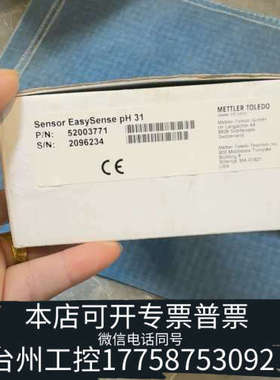 Sensor EasySense pH 31
P/N: 52003771
S/N: 2096234
METTLER TOLEDO
Switzerland
USA
CE
本店可开专票普票
微信电话同号
台州工控17758753092